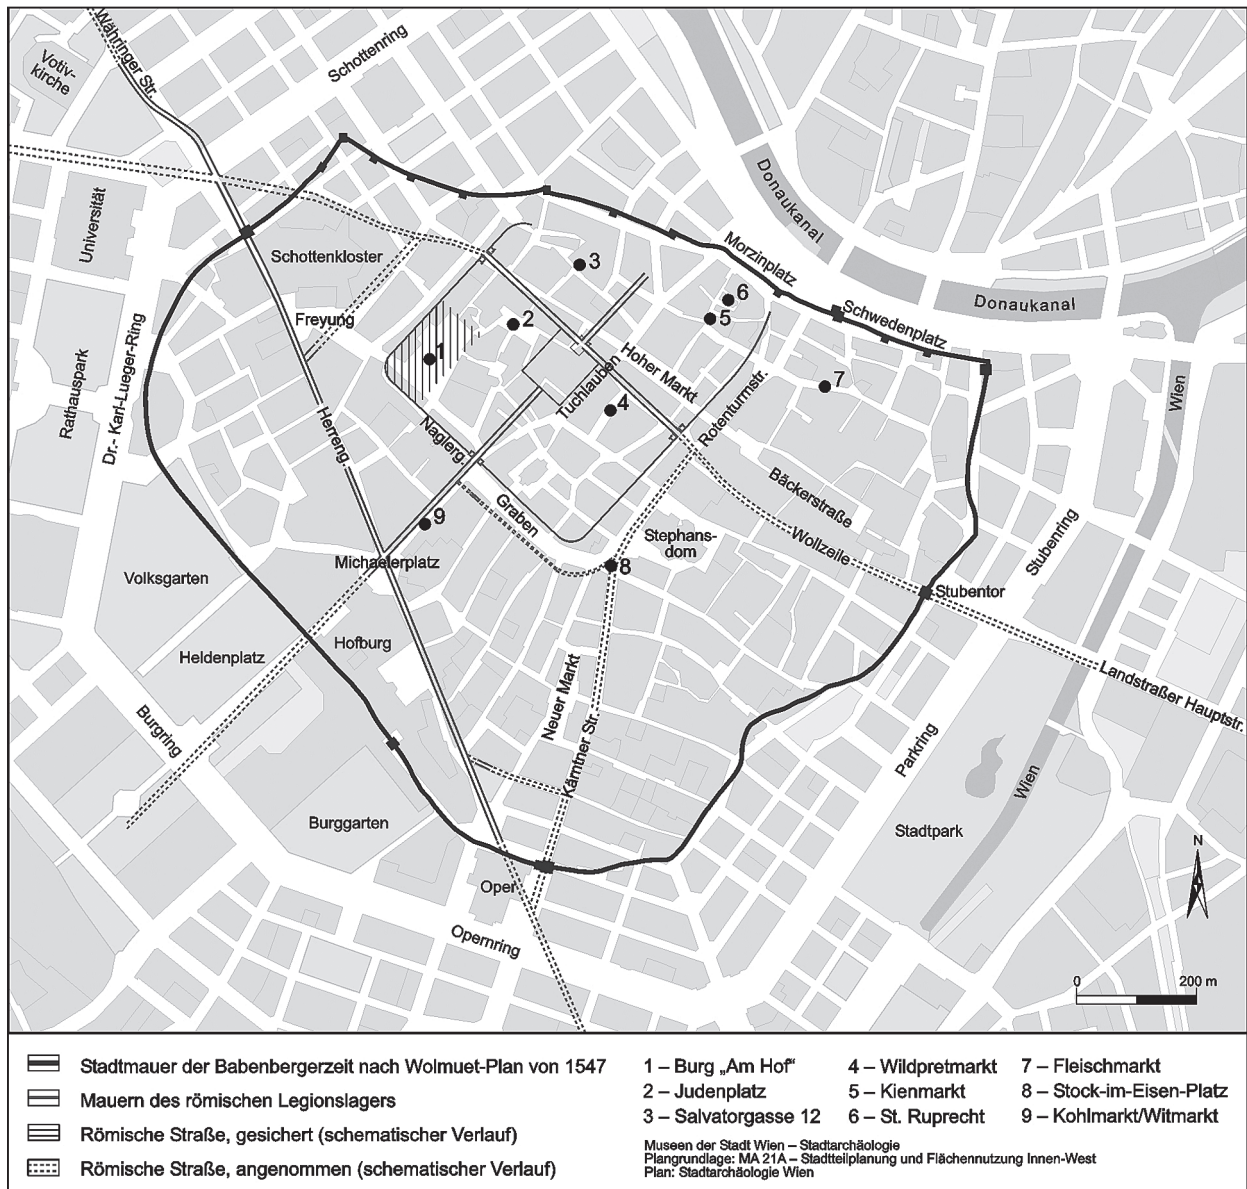 Votiv-
kirche
Währinger Str.
Schottenring
Universität
Schottenkloster
Freyung
Rathauspark
Dr.- Karl-Lueger-Ring
Herreng.
Naglerg.
Graben
Tuchlauben
Hoher Markt
Rotenturmstr.
Morzinplatz
Schwedenplatz
Donaukanal
Donaukanal
Wien
Bäckerstraße
Wollzeile
Stephans-
dom
Stubenring
Stubentor
Landstraßer Hauptstr.
Michaelerplatz
Volksgarten
Heldenplatz
Hofburg
Burgring
Burggarten
Neuer Markt
Kärntner Str.
Oper
Opernring
Parkring
Wien
Stadtpark
1
2
3
4
5
6
7
8
9
N
0 200 m
Stadtmauer der Babenbergerzeit nach Wolmuet-Plan von 1547
Mauern des römischen Legionslagers
Römische Straße, gesichert (schematischer Verlauf)
Römische Straße, angenommen (schematischer Verlauf)
1 – Burg „Am Hof“
2 – Judenplatz
3 – Salvatorgasse 12
4 – Wildpretmarkt
5 – Kienmarkt
6 – St. Ruprecht
7 – Fleischmarkt
8 – Stock-im-Eisen-Platz
9 – Kohlmarkt/Witmarkt
Museen der Stadt Wien – Stadtarchäologie
Plangrundlage: MA 21A – Stadtteilplanung und Flächennutzung Innen-West
Plan: Stadtarchäologie Wien